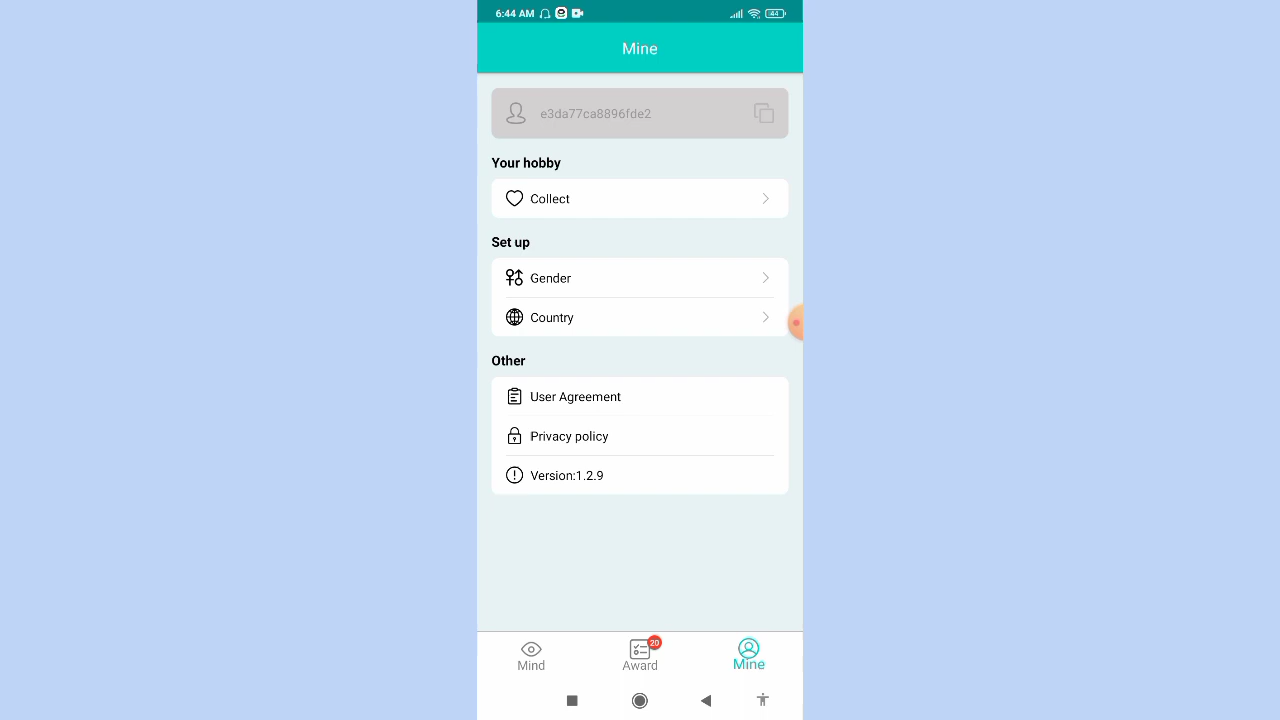 6:44 AM
44
Mine
e3da77ca8896fde2
Your hobby
Collect
Set up
Gender
Country
Other
User Agreement
Privacy policy
Version:1.2.9
20
Mind
Award
Mine